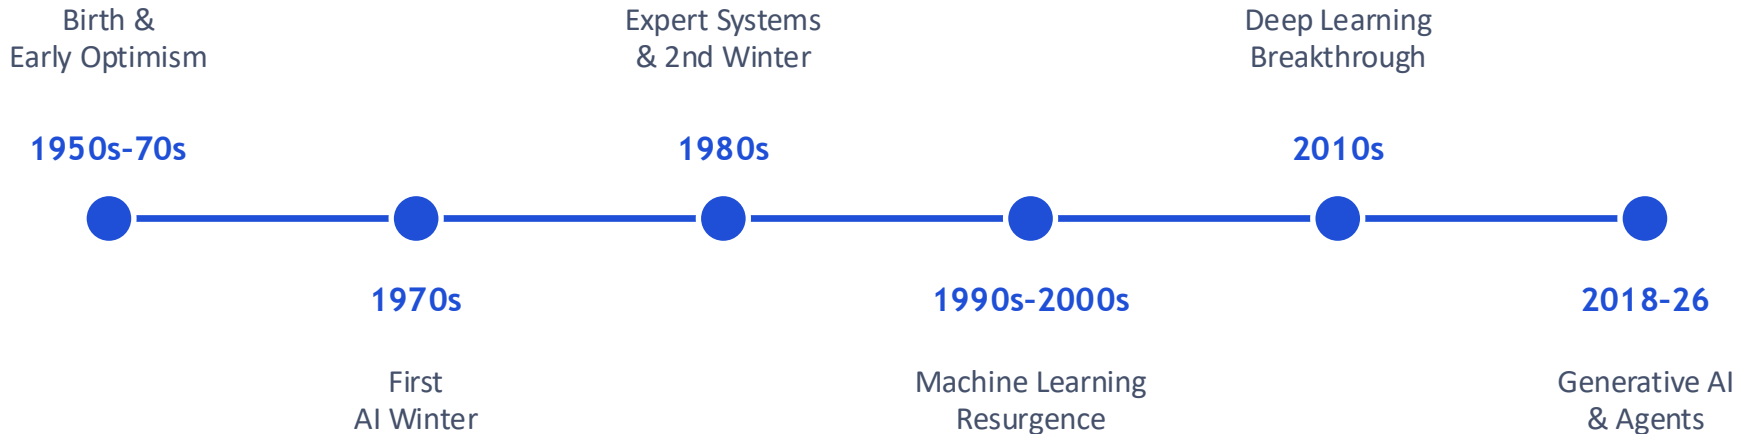 Birth &
Early Optimism
1950s-70s
1970s
First
AI Winter
Expert Systems
& 2nd Winter
1980s
1990s-2000s
Machine Learning
Resurgence
Deep Learning
Breakthrough
2010s
2018-26
Generative AI
& Agents